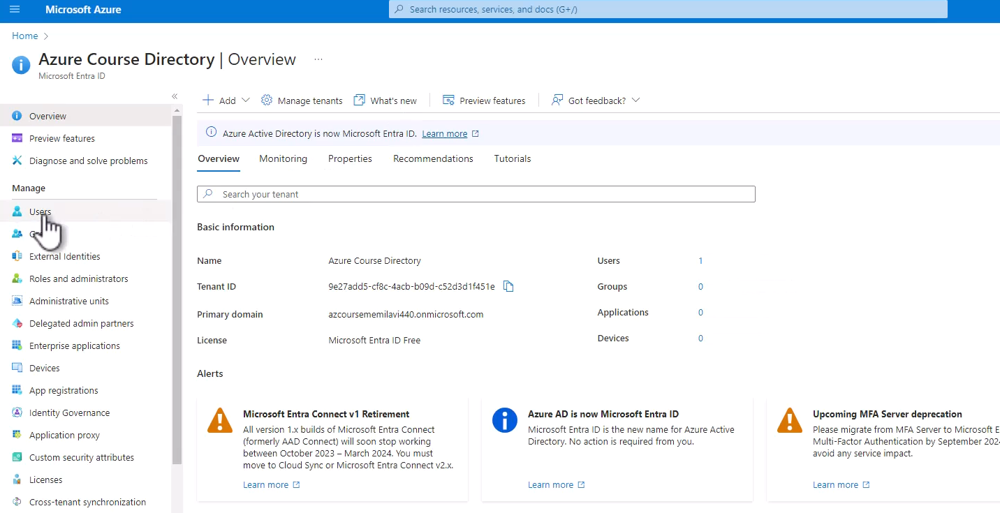 Microsoft Azure
Search resources, services, and docs (G+/)
Home
Azure Course Directory | Overview
Microsoft Entra ID
Overview
Preview features
Diagnose and solve problems
Manage
Users
External Identities
Roles and administrators
Administrative units
Delegated admin partners
Enterprise applications
Devices
App registrations
Identity Governance
Application proxy
Custom security attributes
Licenses
Cross-tenant synchronization
Add
Manage tenants
What's new
Preview features
Got feedback?
Azure Active Directory is now Microsoft Entra ID. Learn more
Overview
Monitoring
Properties
Recommendations
Tutorials
Search your tenant
Basic information
Name Azure Course Directory
Tenant ID 9e27add5-cf8c-4acb-b09d-c52d3d1f451e
Primary domain azcoursememilavi440.onmicrosoft.com
License Microsoft Entra ID Free
Users 1
Groups 0
Applications 0
Devices 0
Alerts
Microsoft Entra Connect v1 Retirement
All version 1.x builds of Microsoft Entra Connect
(formerly AAD Connect) will soon stop working
between October 2023 – March 2024. You must
move to Cloud Sync or Microsoft Entra Connect v2.x.
Learn more
Azure AD is now Microsoft Entra ID
Microsoft Entra ID is the new name for Azure Active
Directory. No action is required from you.
Learn more
Upcoming MFA Server deprecation
Please migrate from MFA Server to Microsoft E
Multi-Factor Authentication by September 2024
avoid any service impact.
Learn more